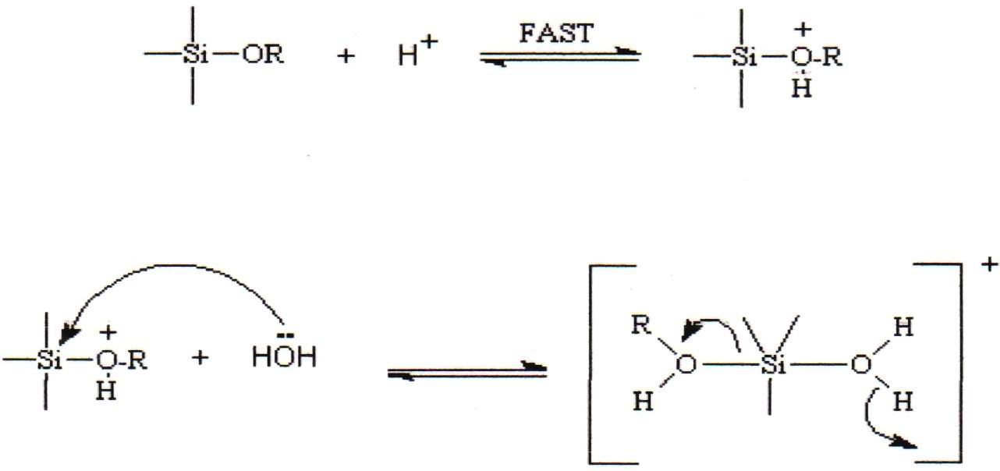 FAST
Si OR + H+ Si O-R
+
H
Si O-R + HOH
+
H
R H
O Si O
H H
+